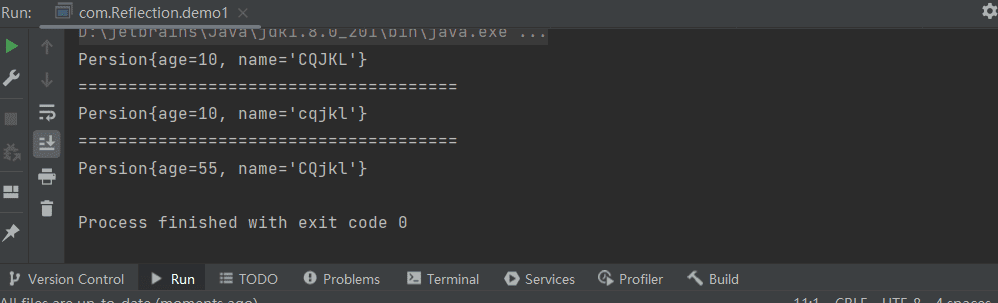 Run: com.Reflection.demo1
D:\jetbrains\Java\jdk1.8.0_201\bin\java.exe ...
Persion{age=10, name='CQJKL'}
=======================================
Persion{age=10, name='cqjkl'}
=======================================
Persion{age=55, name='CQjkl'}
Process finished with exit code 0
Version Control Run TODO Problems Terminal Services Profiler Build
All files are up-to-date (moments ago) 11:1 CRLF UTF-8 4 spaces